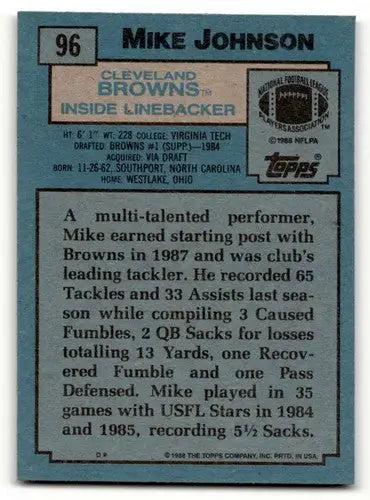 96
MIKE JOHNSON
CLEVELAND
BROWNS™
INSIDE LINEBACKER
NATIONAL FOOTBALL LEAGUE
PLAYERS ASSOCIATION™
©1988 NFLPA
Topps®
HT: 6' 1" WT: 228 COLLEGE: VIRGINIA TECH
DRAFTED: BROWNS #1 (SUPP.)—1984
ACQUIRED: VIA DRAFT
BORN: 11-26-62, SOUTHPORT, NORTH CAROLINA
HOME: WESTLAKE, OHIO
A multi-talented performer,
Mike earned starting post with
Browns in 1987 and was club's
leading tackler. He recorded 65
Tackles and 33 Assists last sea-
son while compiling 3 Caused
Fumbles, 2 QB Sacks for losses
totalling 13 Yards, one Recov-
ered Fumble and one Pass
Defensed. Mike played in 35
games with USFL Stars in 1984
and 1985, recording 5½ Sacks.
©1988 THE TOPPS COMPANY, INC. PRTD. IN USA.